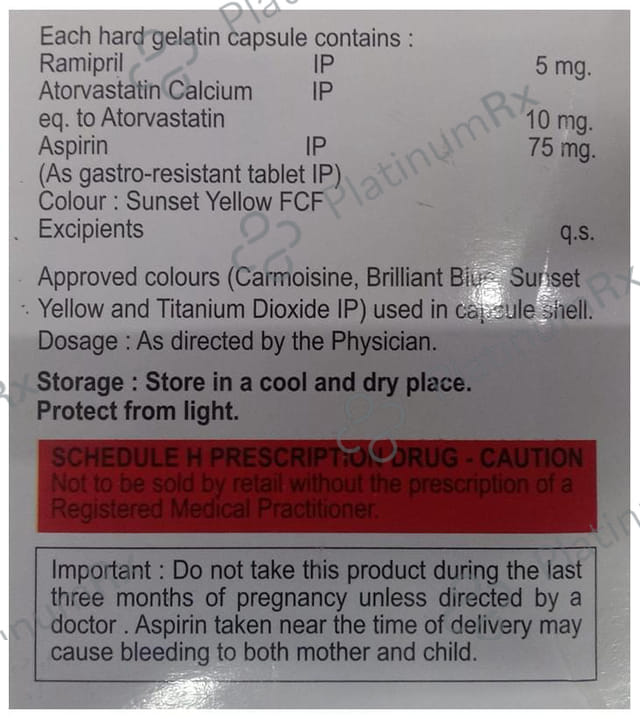 Each hard gelatin capsule contains :
Ramipril IP 5 mg.
Atorvastatin Calcium IP
eq. to Atorvastatin 10 mg.
Aspirin IP 75 mg.
(As gastro-resistant tablet IP)
Colour : Sunset Yellow FCF
Excipients q.s.
Approved colours (Carmoisine, Brilliant Blue, Sunset
Yellow and Titanium Dioxide IP) used in capsule shell.
Dosage : As directed by the Physician.
Storage : Store in a cool and dry place.
Protect from light.
SCHEDULE H PRESCRIPTION DRUG - CAUTION
Not to be sold by retail without the prescription of a
Registered Medical Practitioner.
Important : Do not take this product during the last
three months of pregnancy unless directed by a
doctor . Aspirin taken near the time of delivery may
cause bleeding to both mother and child.
PlatinumRx